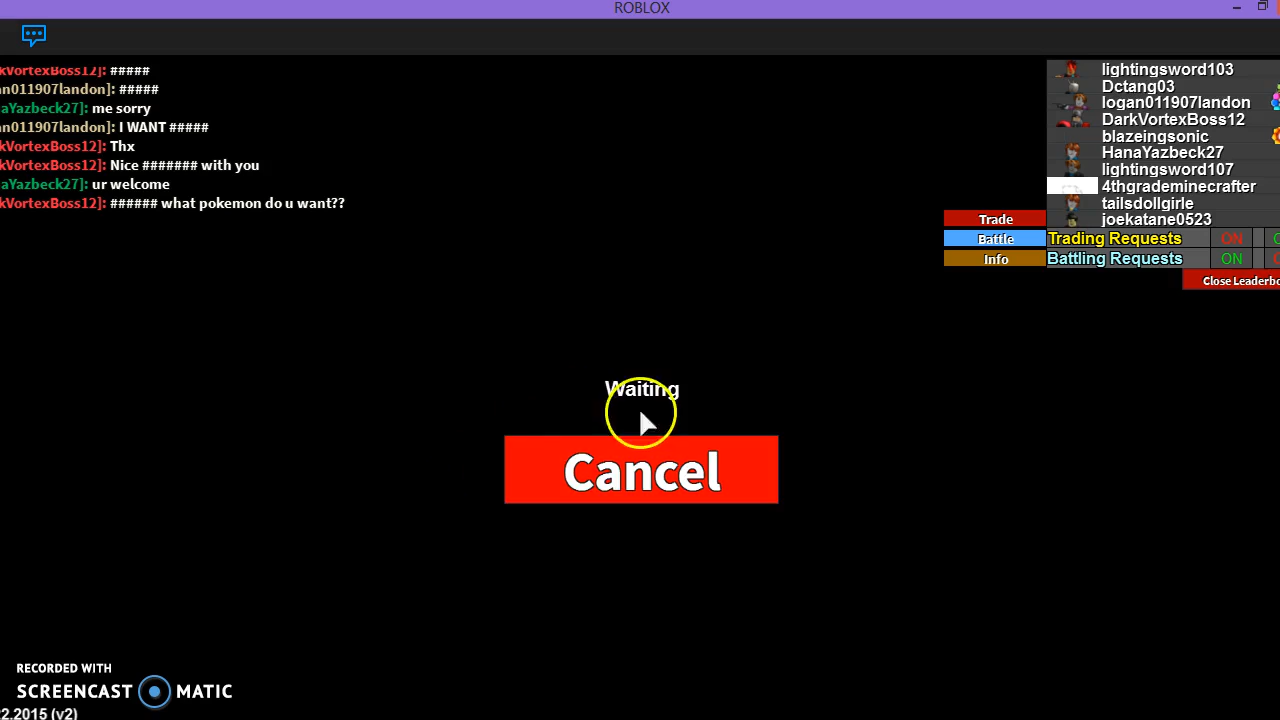 ROBLOX
kVortexBoss12]: #####
an011907landon]: #####
aYazbeck27]: me sorry
an011907landon]: I WANT #####
kVortexBoss12]: Thx
kVortexBoss12]: Nice ####### with you
aYazbeck27]: ur welcome
kVortexBoss12]: ###### what pokemon do u want??
lightingsword103
Dctang03
logan011907landon
DarkVortexBoss12
blazeingsonic
HanaYazbeck27
lightingsword107
4thgrademinecrafter
tailsdollgirle
joekatane0523
Trade
Battle
Info
Trading Requests ON
Battling Requests ON
Close Leaderbo
Waiting
Cancel
RECORDED WITH
SCREENCAST MATIC
2.2015 (v2)